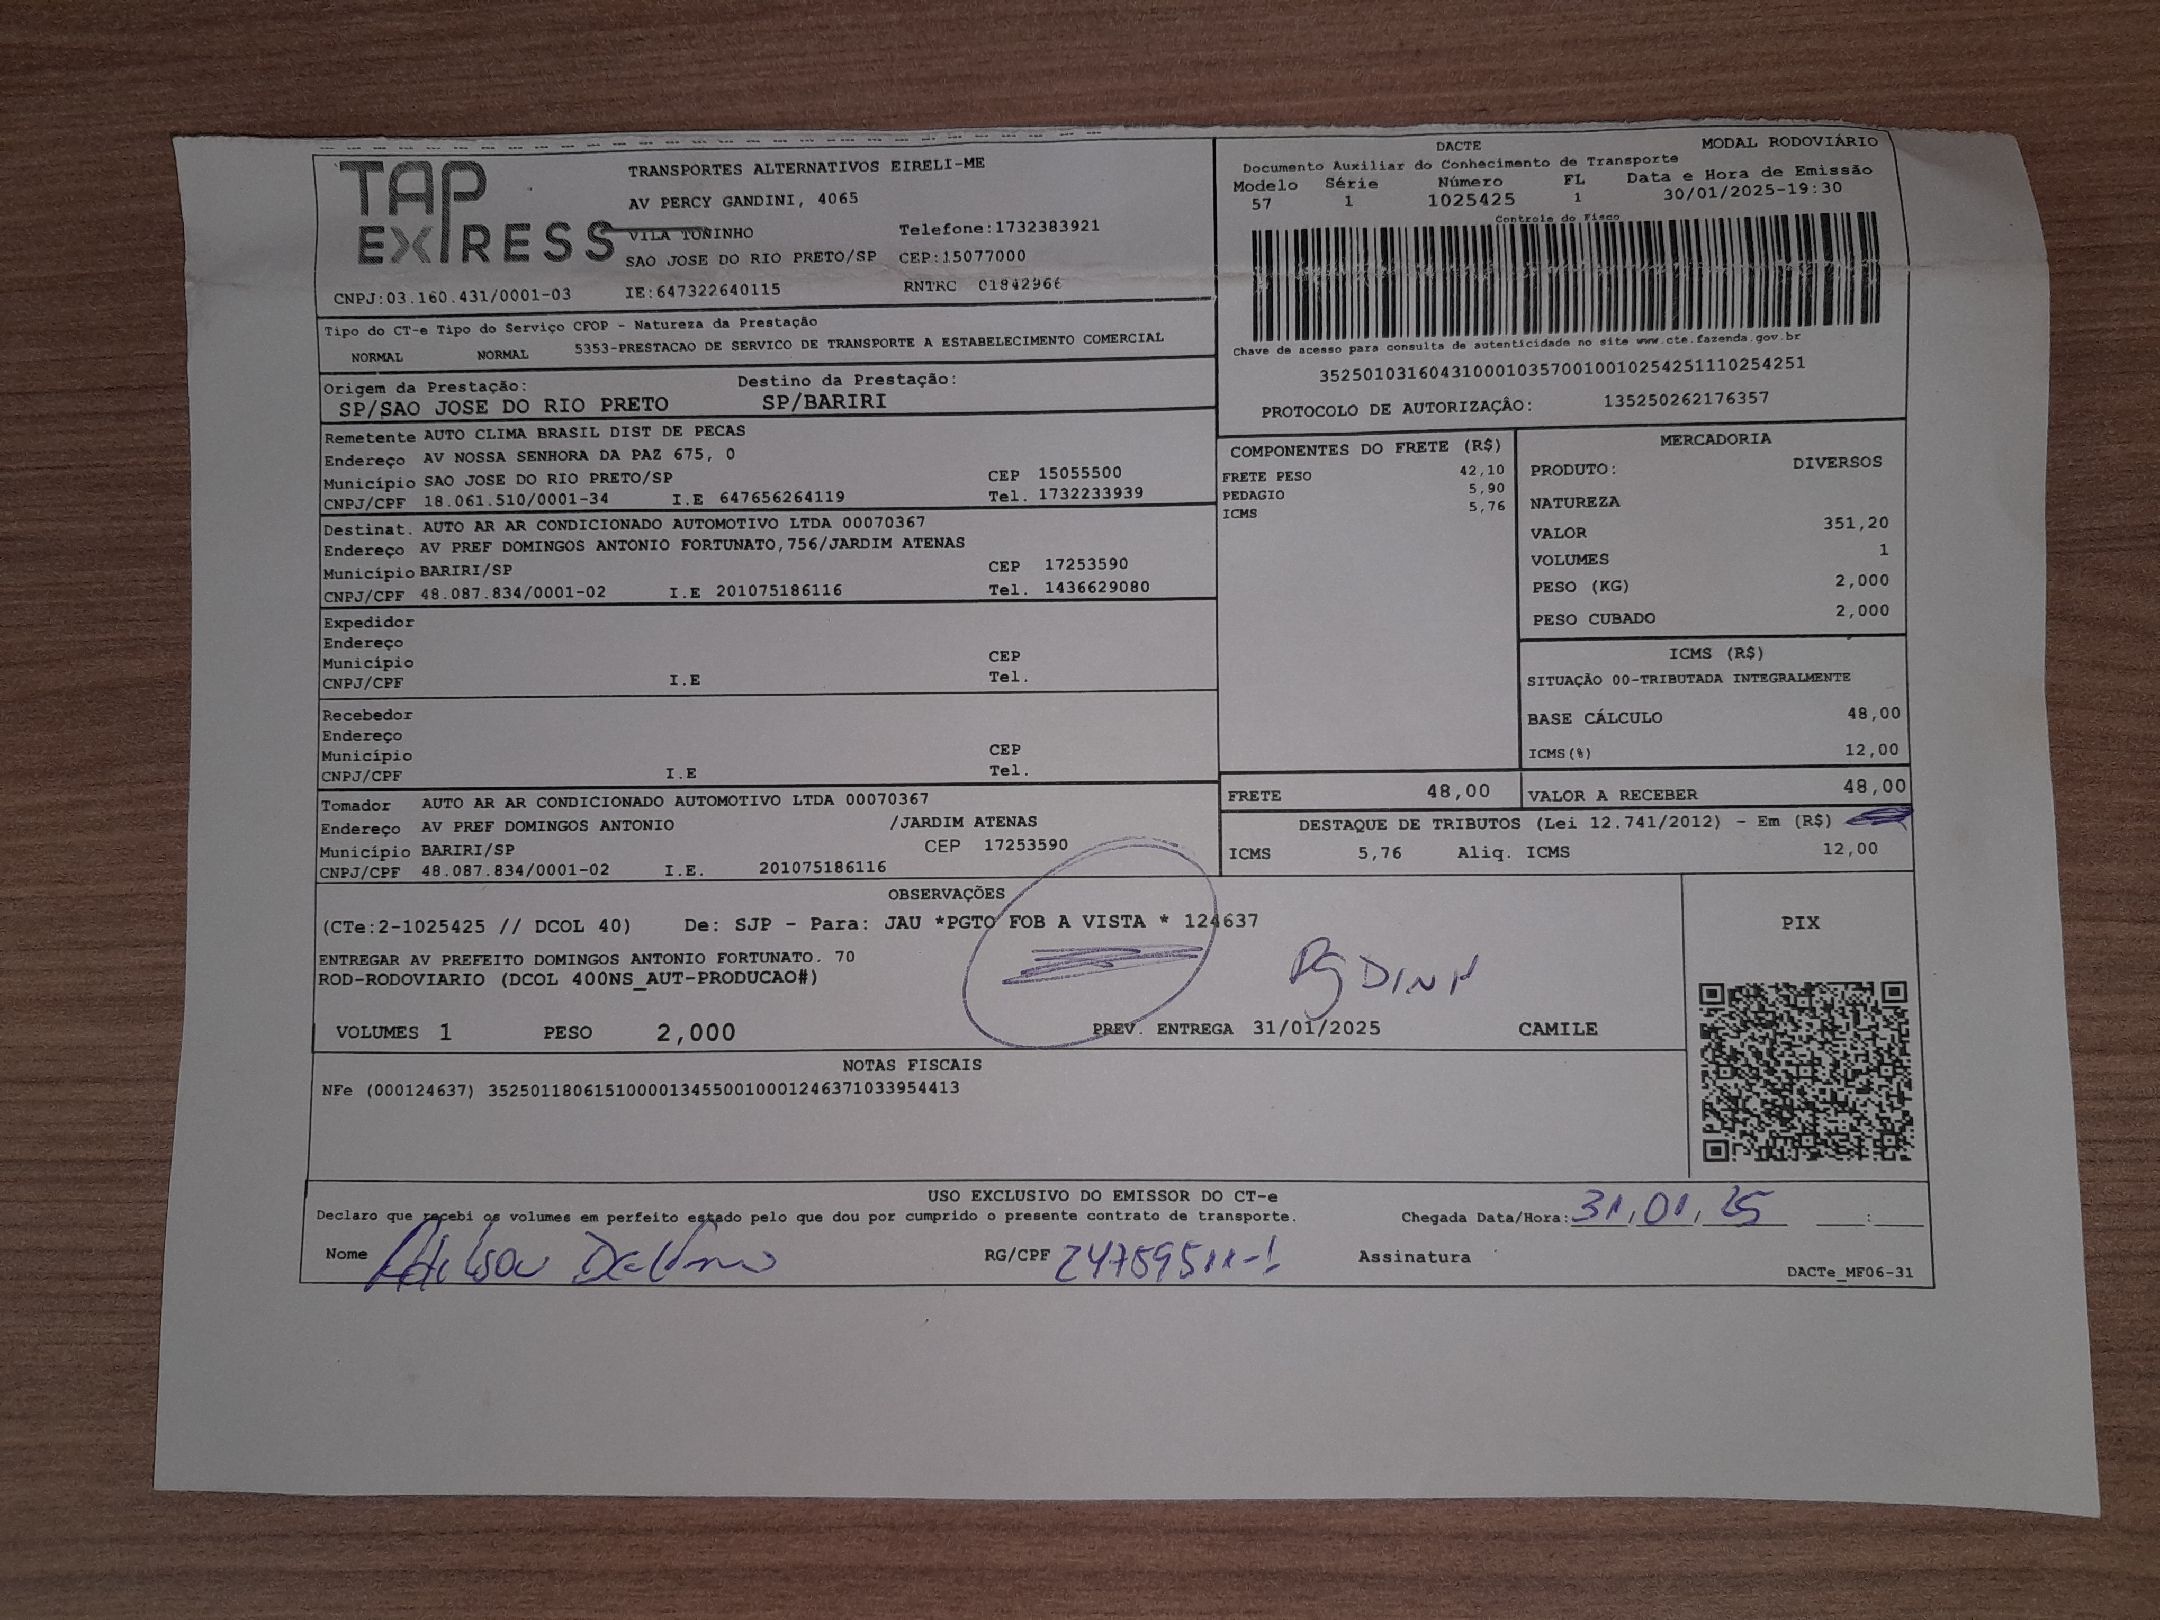 TAP EXPRESS
TRANSPORTES ALTERNATIVOS EIRELI-ME
AV PERCY GANDINI, 4065
VILA TONINHO Telefone:1732383921
SAO JOSE DO RIO PRETO/SP CEP:15077000
CNPJ:03.160.431/0001-03 IE:647322640115 RNTRC 01842966
DACTE MODAL RODOVIÁRIO
Documento Auxiliar do Conhecimento de Transporte
Modelo Série Número FL Data e Hora de Emissão
57 1 1025425 1 30/01/2025-19:30
Controle do Fisco
Chave de acesso para consulta de autenticidade no site www.cte.fazenda.gov.br
35250103160431000103570010010254251110254251
PROTOCOLO DE AUTORIZAÇÂO: 135250262176357
Tipo do CT-e Tipo do Serviço CFOP - Natureza da Prestação
NORMAL NORMAL 5353-PRESTACAO DE SERVICO DE TRANSPORTE A ESTABELECIMENTO COMERCIAL
Origem da Prestação: Destino da Prestação:
SP/SAO JOSE DO RIO PRETO SP/BARIRI
Remetente AUTO CLIMA BRASIL DIST DE PECAS
Endereço AV NOSSA SENHORA DA PAZ 675, 0
Município SAO JOSE DO RIO PRETO/SP CEP 15055500
CNPJ/CPF 18.061.510/0001-34 I.E 647656264119 Tel. 1732233939
Destinat. AUTO AR AR CONDICIONADO AUTOMOTIVO LTDA 00070367
Endereço AV PREF DOMINGOS ANTONIO FORTUNATO,756/JARDIM ATENAS
Município BARIRI/SP CEP 17253590
CNPJ/CPF 48.087.834/0001-02 I.E 201075186116 Tel. 1436629080
Expedidor
Endereço
Município CEP
CNPJ/CPF I.E Tel.
Recebedor
Endereço
Município CEP
CNPJ/CPF I.E Tel.
Tomador AUTO AR AR CONDICIONADO AUTOMOTIVO LTDA 00070367
Endereço AV PREF DOMINGOS ANTONIO /JARDIM ATENAS
Município BARIRI/SP CEP 17253590
CNPJ/CPF 48.087.834/0001-02 I.E. 201075186116
COMPONENTES DO FRETE (R$)
FRETE PESO 42,10
PEDAGIO 5,90
ICMS 5,76
MERCADORIA
PRODUTO: DIVERSOS
NATUREZA
VALOR 351,20
VOLUMES 1
PESO (KG) 2,000
PESO CUBADO 2,000
ICMS (R$)
SITUAÇÃO 00-TRIBUTADA INTEGRALMENTE
BASE CÁLCULO 48,00
ICMS(%) 12,00
FRETE 48,00 VALOR A RECEBER 48,00
DESTAQUE DE TRIBUTOS (Lei 12.741/2012) - Em (R$)
ICMS 5,76 Aliq. ICMS 12,00
OBSERVAÇÕES
(CTe:2-1025425 // DCOL 40) De: SJP - Para: JAU *PGTO FOB A VISTA * 124637
ENTREGAR AV PREFEITO DOMINGOS ANTONIO FORTUNATO. 70
ROD-RODOVIARIO (DCOL 400NS_AUT-PRODUCAO#)
Pg DINH
VOLUMES 1 PESO 2,000 PREV. ENTREGA 31/01/2025 CAMILE
PIX
NOTAS FISCAIS
NFe (000124637) 35250118061510000134550010001246371033954413
USO EXCLUSIVO DO EMISSOR DO CT-e
Declaro que recebi os volumes em perfeito estado pelo que dou por cumprido o presente contrato de transporte. Chegada Data/Hora: 31,01,25 :
Nome RG/CPF 24759511-1 Assinatura
DACTe_MF06-31